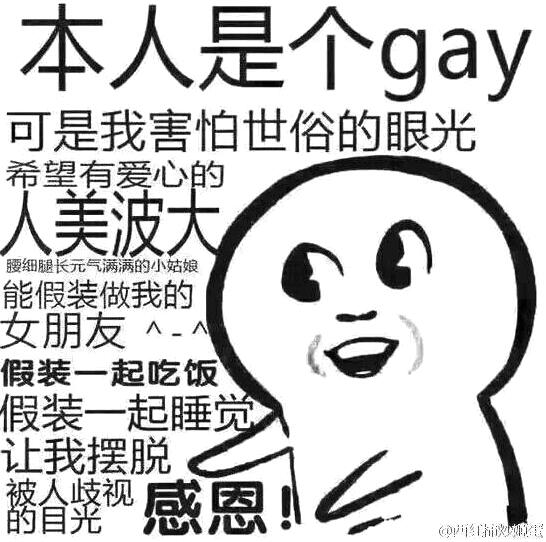 本人是个gay
可是我害怕世俗的眼光
希望有爱心的
人美波大
腰细腿长元气满满的小姑娘
能假装做我的
女朋友 ^-^
假装一起吃饭
假装一起睡觉
让我摆脱
被人歧视
的目光
感恩!